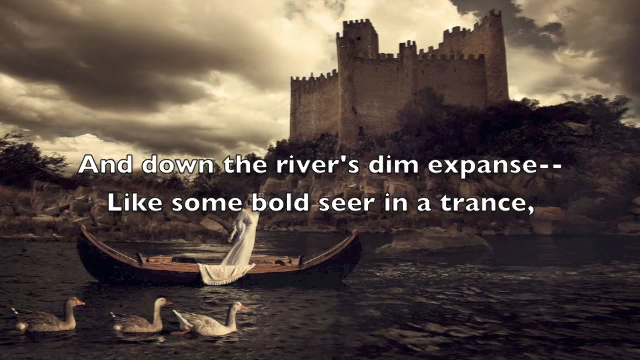 And down the river's dim expanse--
Like some bold seer in a trance,